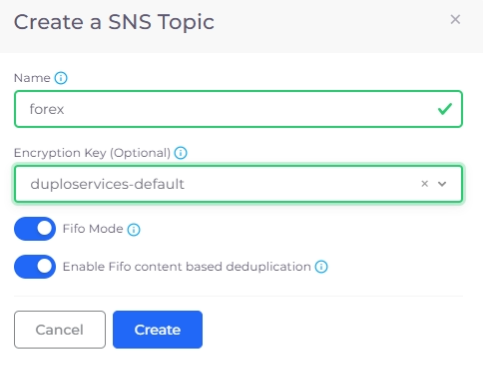 Create a SNS Topic
Name
forex
Encryption Key (Optional)
duploservices-default
Fifo Mode
Enable Fifo content based deduplication
Cancel Create